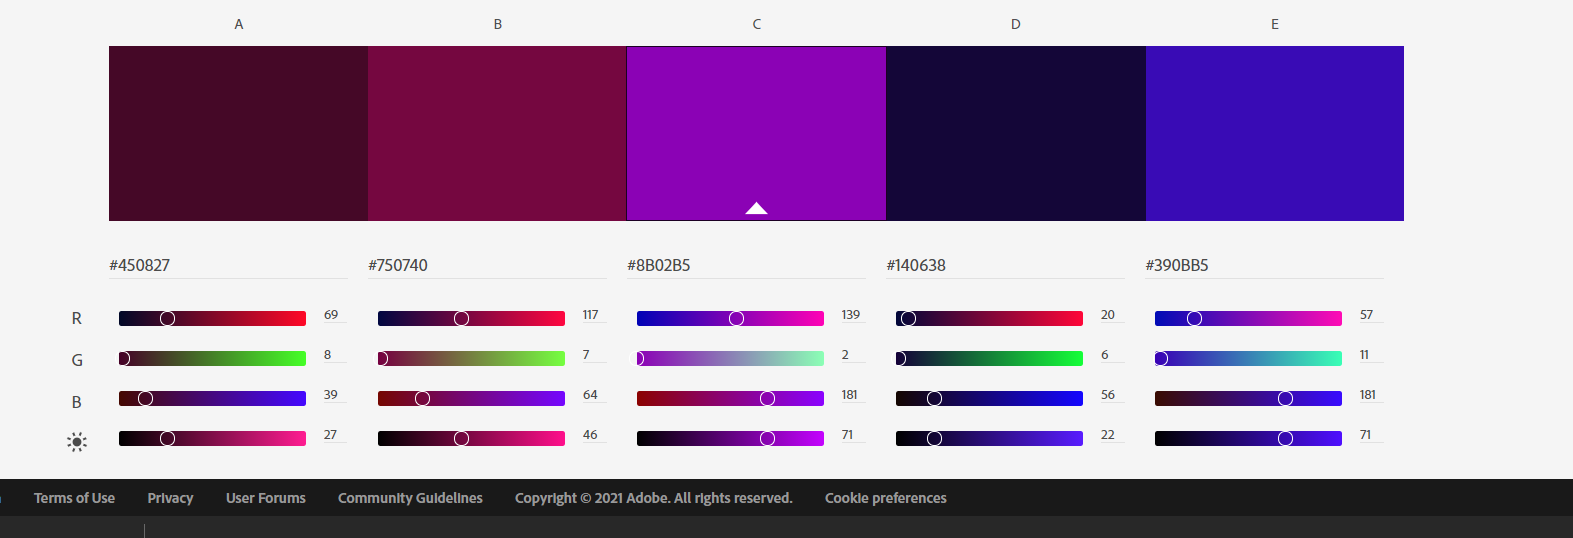 A B C D E
#450827 #750740 #8B02B5 #140638 #390BB5
R 69 117 139 20 57
G 8 7 2 6 11
B 39 64 181 56 181
27 46 71 22 71
Terms of Use Privacy User Forums Community Guidelines Copyright © 2021 Adobe. All rights reserved. Cookie preferences